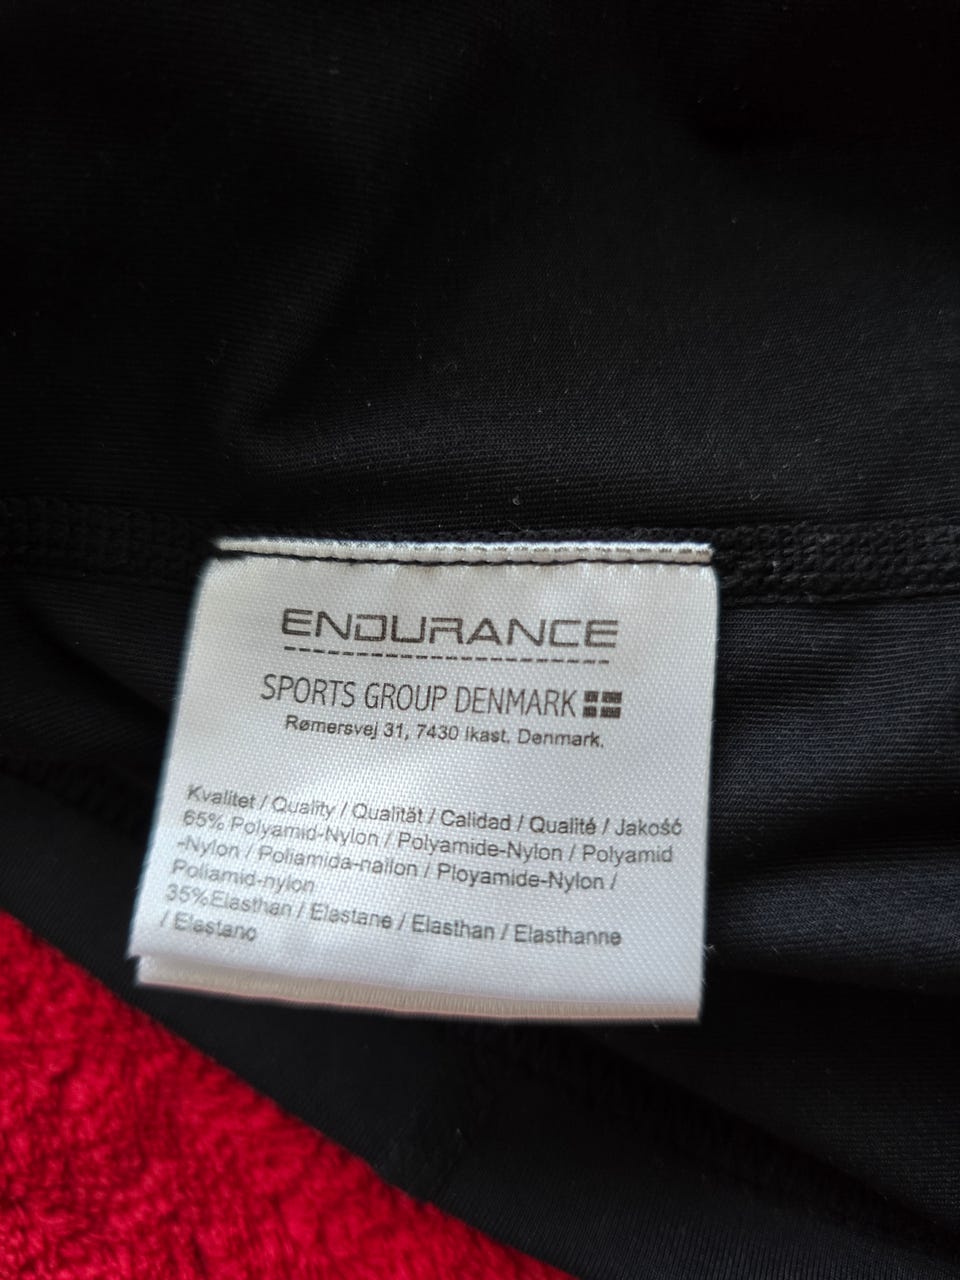 ENDURANCE
SPORTS GROUP DENMARK
Rømersvej 31, 7430 Ikast. Denmark.
Kvalitet / Quality / Qualität / Calidad / Qualité / Jakość
65% Polyamid-Nylon / Polyamide-Nylon / Polyamid
-Nylon / Poliamida-nailon / Ployamide-Nylon /
Poliamid-nylon
35%Elasthan / Elastane / Elasthan / Elasthanne
/ Elastano